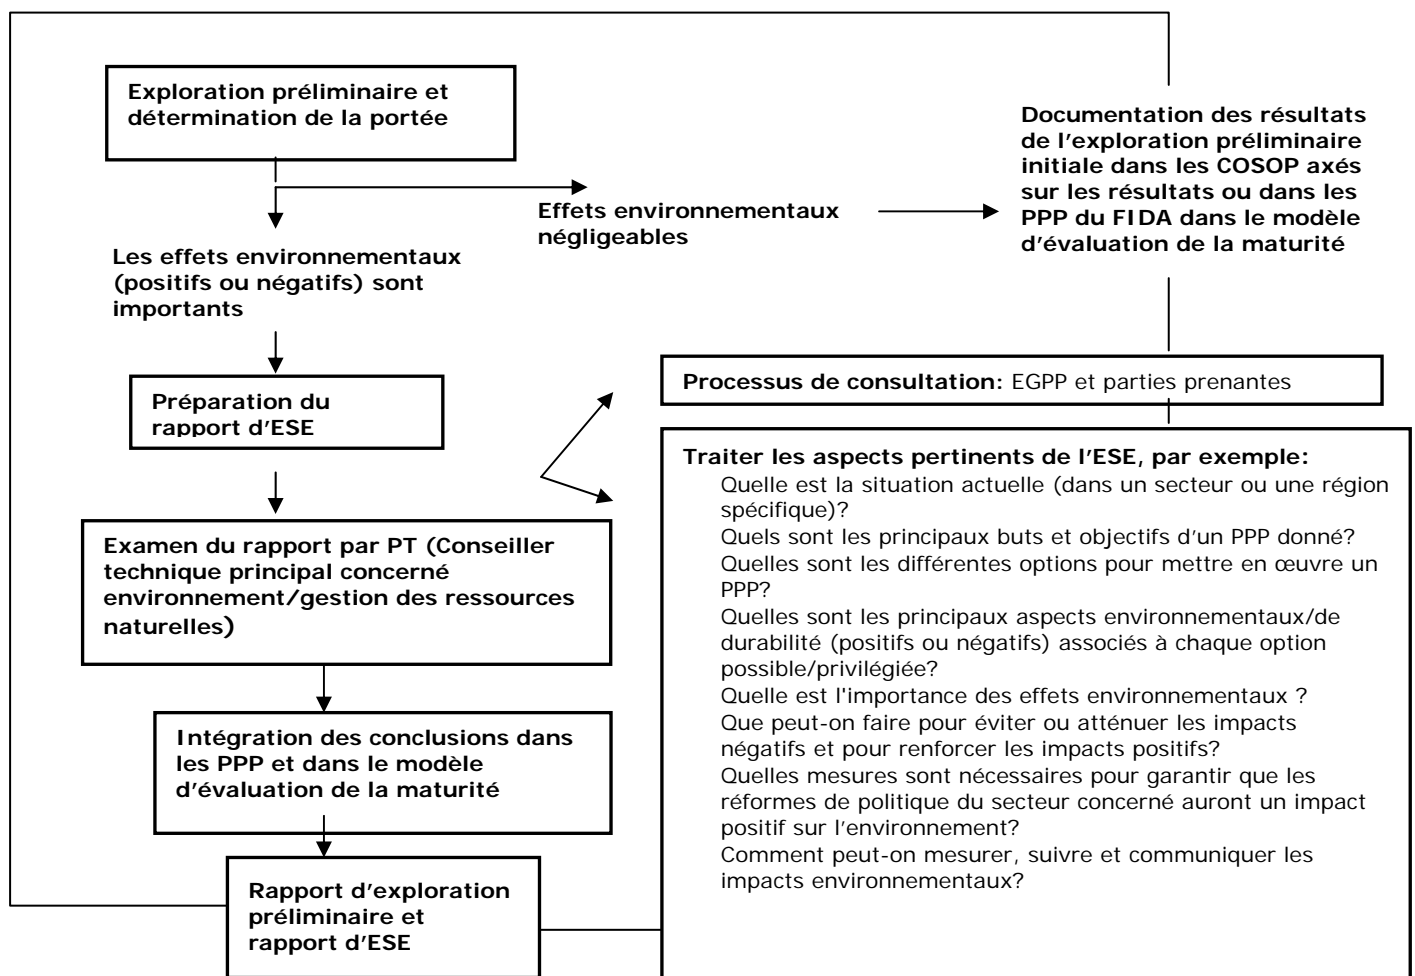 Exploration préliminaire et
détermination de la portée
Effets environnementaux
négligeables
Documentation des résultats
de l'exploration préliminaire
initiale dans les COSOP axés
sur les résultats ou dans les
PPP du FIDA dans le modèle
d'évaluation de la maturité
Les effets environnementaux
(positifs ou négatifs) sont
importants
Préparation du
rapport d'ESE
Processus de consultation: EGPP et parties prenantes
Examen du rapport par PT (Conseiller
technique principal concerné
environnement/gestion des ressources
naturelles)
Traiter les aspects pertinents de l'ESE, par exemple:
Quelle est la situation actuelle (dans un secteur ou une région
spécifique)?
Quels sont les principaux buts et objectifs d'un PPP donné?
Quelles sont les différentes options pour mettre en œuvre un
PPP?
Quelles sont les principaux aspects environnementaux/de
durabilité (positifs ou négatifs) associés à chaque option
possible/privilégiée?
Quelle est l'importance des effets environnementaux ?
Que peut-on faire pour éviter ou atténuer les impacts
négatifs et pour renforcer les impacts positifs?
Quelles mesures sont nécessaires pour garantir que les
réformes de politique du secteur concerné auront un impact
positif sur l'environnement?
Comment peut-on mesurer, suivre et communiquer les
impacts environnementaux?
Intégration des conclusions dans
les PPP et dans le modèle
d'évaluation de la maturité
Rapport d'exploration
préliminaire et
rapport d'ESE